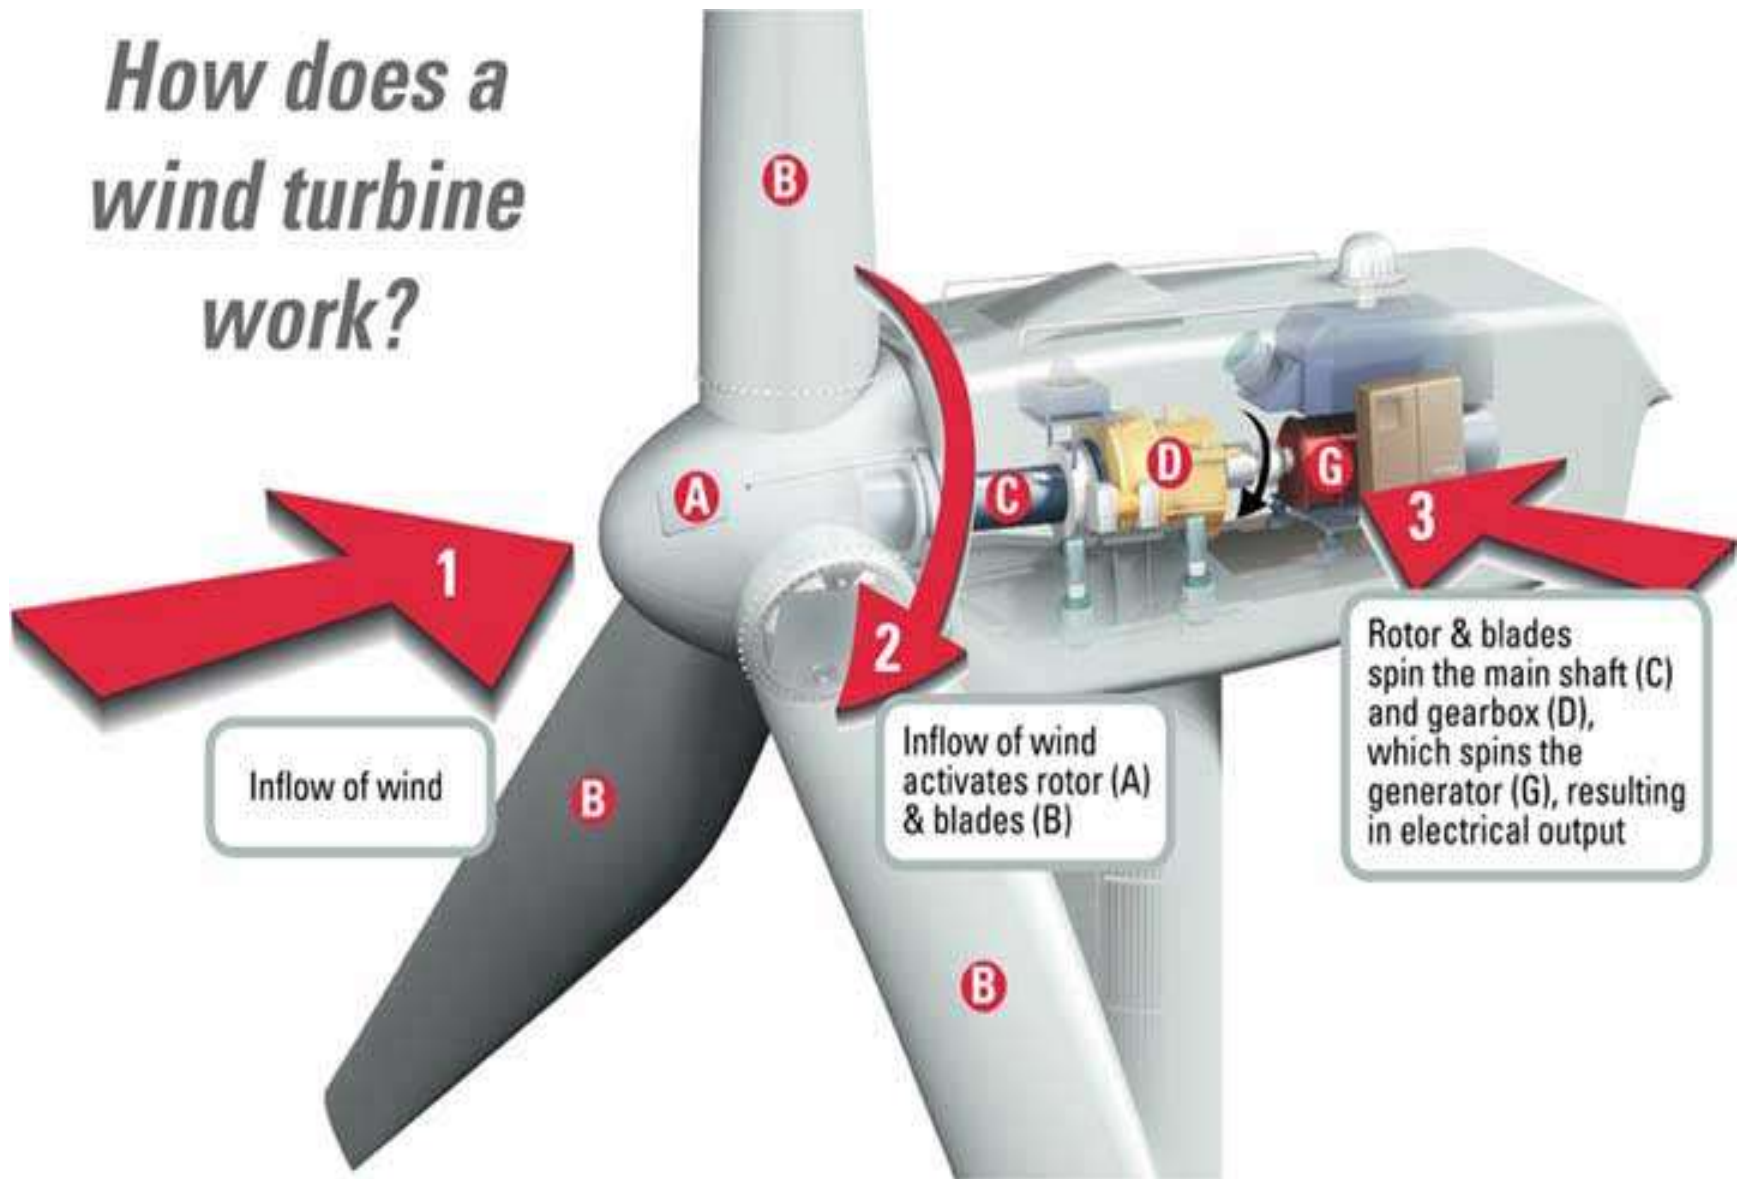 How does a
wind turbine
work?
B
A
C
D
G
1
2
3
Inflow of wind
B
Inflow of wind
activates rotor (A)
& blades (B)
Rotor & blades
spin the main shaft (C)
and gearbox (D),
which spins the
generator (G), resulting
in electrical output
B